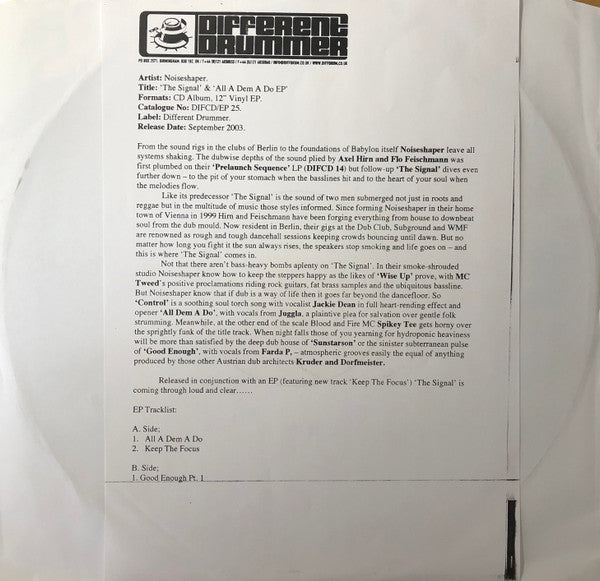 DIFFERENT
DRUMMER
Artist: Noiseshaper.
Title: 'The Signal' & 'All A Dem A Do EP'
Formats: CD Album, 12" Vinyl EP.
Catalogue No: DIFCD/EP 25.
Label: Different Drummer.
Release Date: September 2003.
From the sound rigs in the clubs of Berlin to the foundations of Babylon itself Noiseshaper leave all
systems shaking. The dubwise depths of the sound plied by Axel Hirn and Flo Feischmann was
first plumbed on their 'Prelaunch Sequence' LP (DIFCD 14) but follow-up 'The Signal' dives even
further down – to the pit of your stomach when the basslines hit and to the heart of your soul when
the melodies flow.
Like its predecessor 'The Signal' is the sound of two men submerged not just in roots and
reggae but in the multitude of music those styles informed. Since forming Noiseshaper in their home
town of Vienna in 1999 Hirn and Feischmann have been forging everything from house to downbeat
soul from the dub mould. Now resident in Berlin, their gigs at the Dub Club, Subground and WMF
are renowned as rough and tough dancehall sessions keeping crowds bouncing until dawn. But no
matter how long you fight it the sun always rises, the speakers stop smoking and life goes on – and
this is where 'The Signal' comes in.
Not that there aren't bass-heavy bombs aplenty on 'The Signal'. In their smoke-shrouded
studio Noiseshaper know how to keep the steppers happy as the likes of 'Wise Up' prove, with MC
Tweed's positive proclamations riding rock guitars, fat brass samples and the ubiquitous bassline.
But Noiseshaper know that if dub is a way of life then it goes far beyond the dancefloor. So
'Control' is a soothing soul torch song with vocalist Jackie Dean in full heart-rending effect and
opener 'All Dem A Do', with vocals from Juggla, a plaintive plea for salvation over gentle folk
strumming. Meanwhile, at the other end of the scale Blood and Fire MC Spikey Tee gets horny over
the sprightly funk of the title track. When night falls those of you yearning for hydroponic heaviness
will be more than satisfied by the deep dub house of 'Sunstarson' or the sinister subterranean pulse
of 'Good Enough', with vocals from Farda P, – atmospheric grooves easily the equal of anything
produced by those other Austrian dub architects Kruder and Dorfmeister.
Released in conjunction with an EP (featuring new track 'Keep The Focus') 'The Signal' is
coming through loud and clear……
EP Tracklist:
A. Side;
1. All A Dem A Do
2. Keep The Focus
B. Side;
1. Good Enough Pt. 1